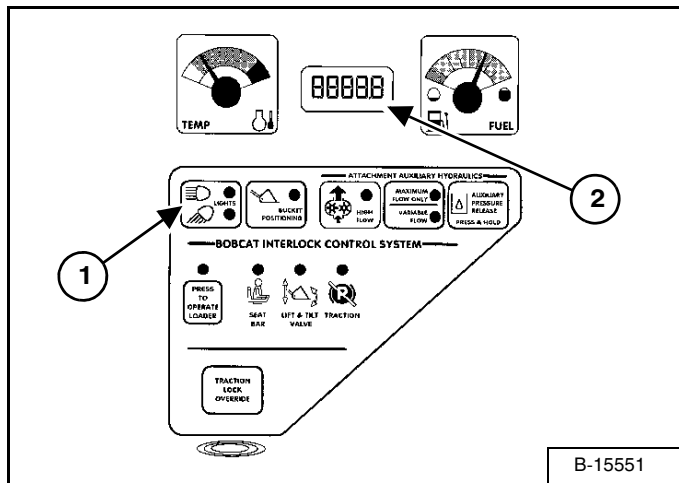 88888
TEMP
FUEL
2
ATTACHMENT AUXILIARY HYDRAULICS
LIGHTS
BUCKET
POSITIONING
HIGH
FLOW
MAXIMUM
FLOW ONLY
VARIABLE
FLOW
AUXILIARY
PRESSURE
RELEASE
PRESS & HOLD
1
BOBCAT INTERLOCK CONTROL SYSTEM
PRESS
TO
OPERATE
LOADER
SEAT
BAR
LIFT & TILT
VALVE
P
TRACTION
TRACTION
LOCK
OVERRIDE
B-15551